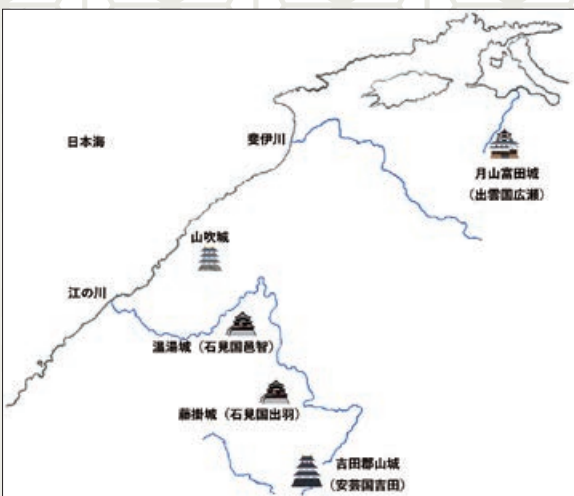 日本海
斐伊川
月山富田城
（出雲国広瀬）
山吹城
江の川
温湯城（石見国邑智）
藤掛城（石見国出羽）
吉田郡山城
（安芸国吉田）